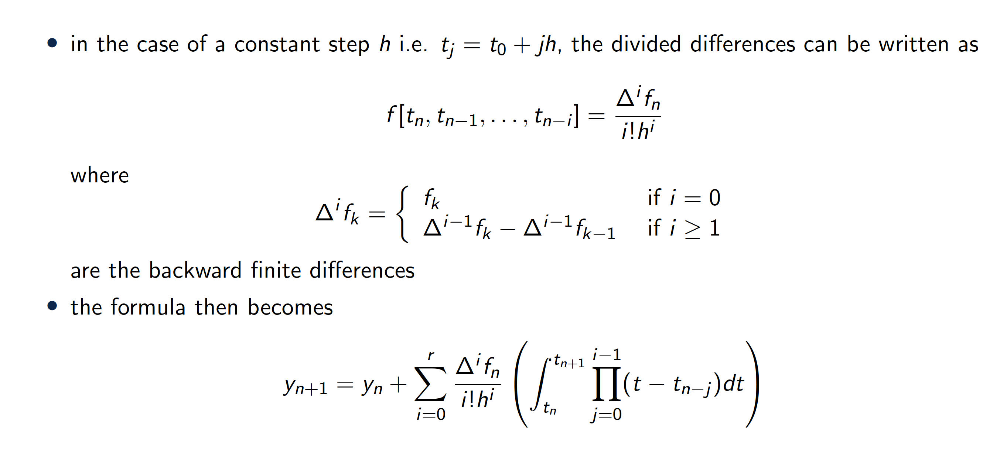 • in the case of a constant step $h$ i.e. $t_j = t_0 + jh$, the divided differences can be written as
$f[t_n, t_{n-1}, \ldots, t_{n-i}] = \frac{\Delta^i f_n}{i!h^i}$
where
$\Delta^i f_k = \begin{cases} f_k & \text{if } i = 0 \\ \Delta^{i-1} f_k - \Delta^{i-1} f_{k-1} & \text{if } i \geq 1 \end{cases}$
are the backward finite differences
• the formula then becomes
$y_{n+1} = y_n + \sum_{i=0}^{r} \frac{\Delta^i f_n}{i!h^i} \left( \int_{t_n}^{t_{n+1}} \prod_{j=0}^{i-1} (t - t_{n-j}) dt \right)$